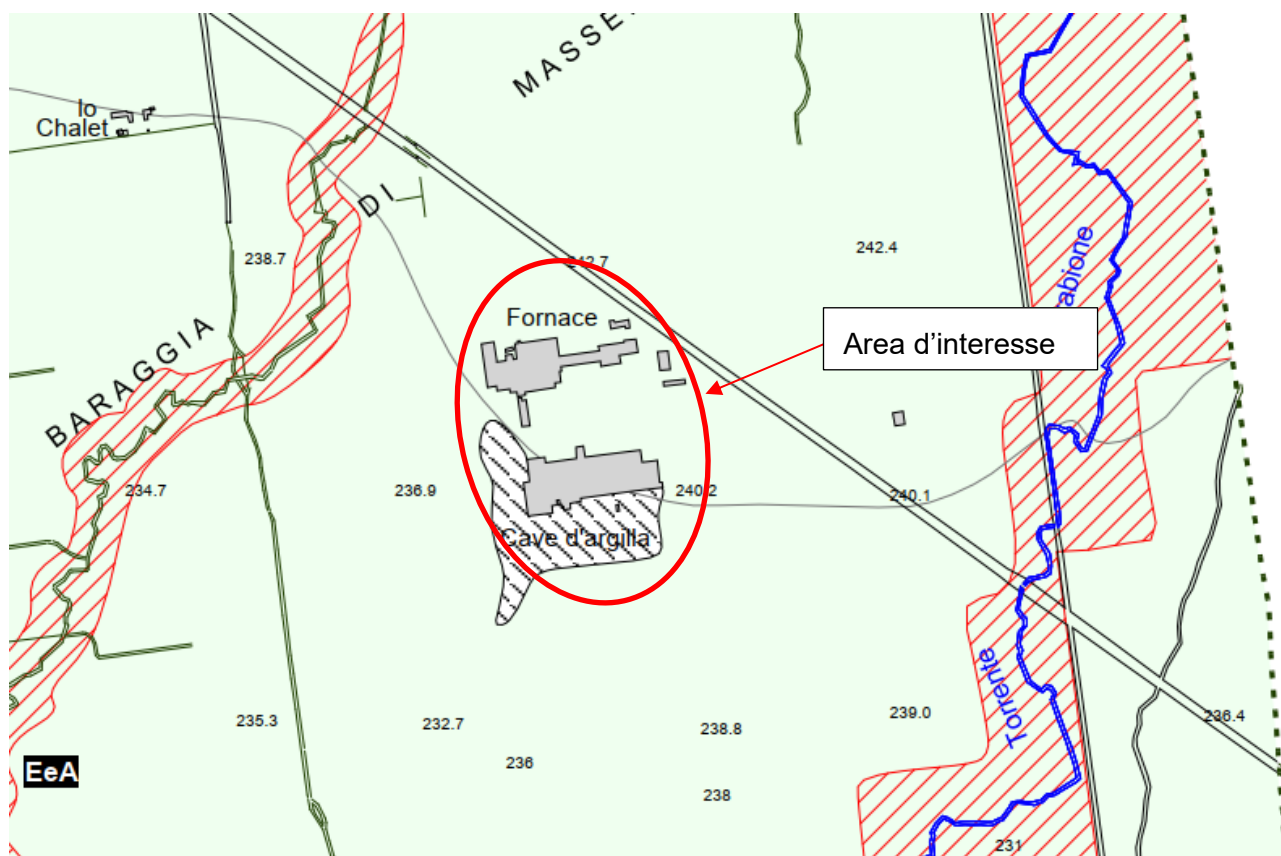 MASSE
lo
Chalet
DI
238.7
242.7
242.4
abione
BARAGGIA
Fornace
Area d'interesse
234.7
236.9
240.2
240.1
Cave d'argilla
Torrente
235.3
232.7
238.8
239.0
236.4
236
EeA
238
231